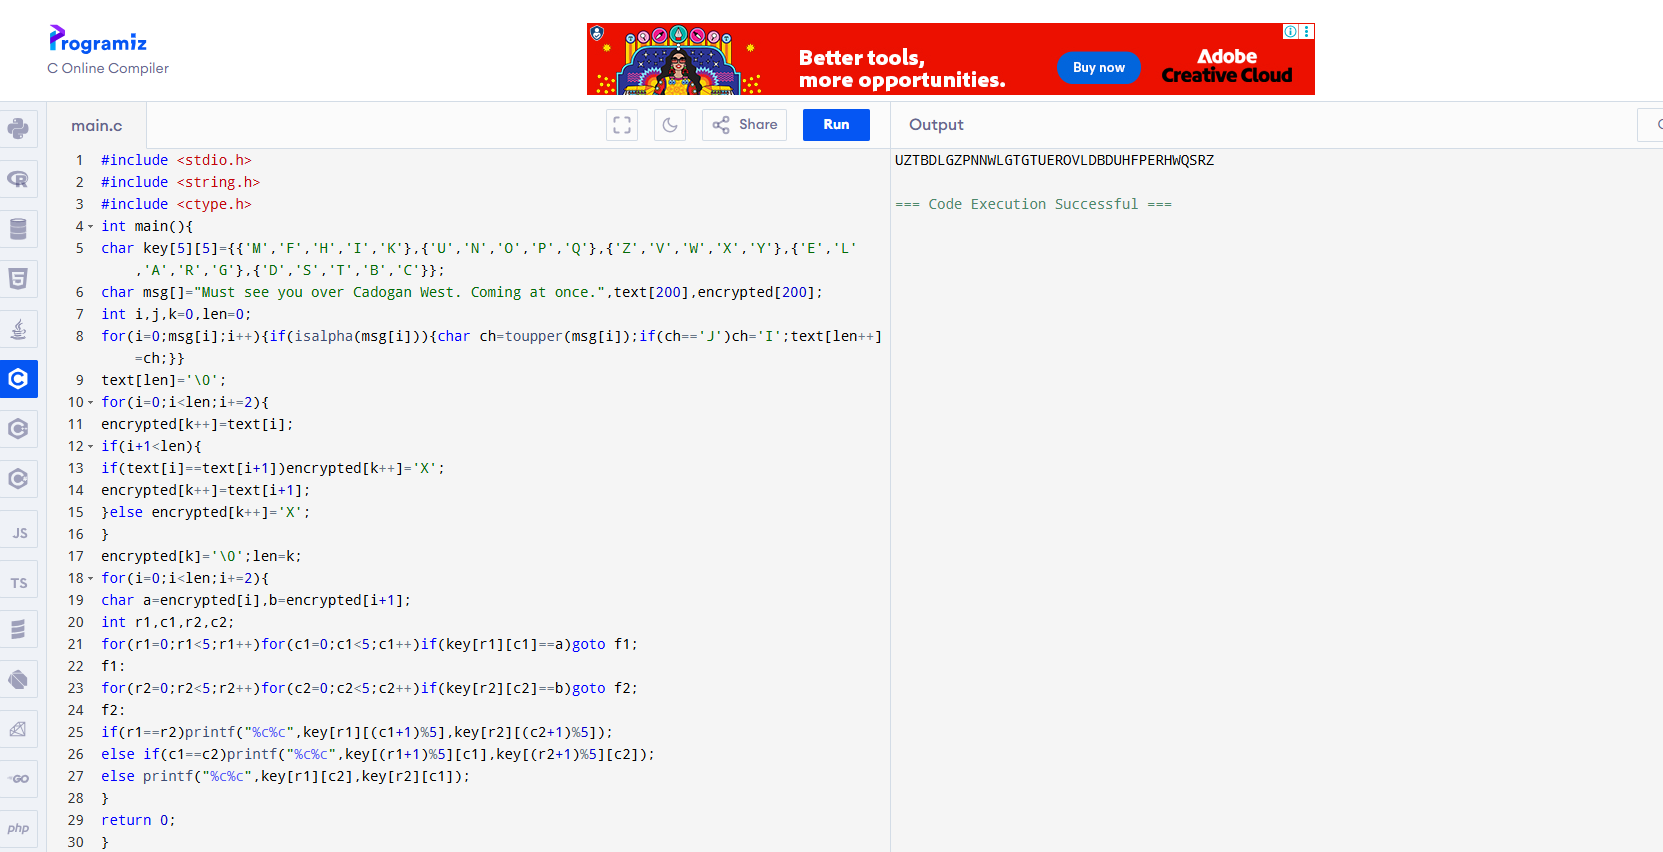 Programiz
C Online Compiler
Better tools,
more opportunities.
Buy now
Adobe
Creative Cloud
main.c
Share
Run
Output
1 #include <stdio.h>
2 #include <string.h>
3 #include <ctype.h>
4 int main(){
5 char key[5][5]={{'M','F','H','I','K'},{'U','N','O','P','Q'},{'Z','V','W','X','Y'},{'E','L'
,'A','R','G'},{'D','S','T','B','C'}};
6 char msg[]="Must see you over Cadogan West. Coming at once.",text[200],encrypted[200];
7 int i,j,k=0,len=0;
8 for(i=0;msg[i];i++){if(isalpha(msg[i])){char ch=toupper(msg[i]);if(ch=='J')ch='I';text[len++]
=ch;}}
9 text[len]='\0';
10 for(i=0;i<len;i+=2){
11 encrypted[k++]=text[i];
12 if(i+1<len){
13 if(text[i]==text[i+1])encrypted[k++]='X';
14 encrypted[k++]=text[i+1];
15 }else encrypted[k++]='X';
16 }
17 encrypted[k]='\0';len=k;
18 for(i=0;i<len;i+=2){
19 char a=encrypted[i],b=encrypted[i+1];
20 int r1,c1,r2,c2;
21 for(r1=0;r1<5;r1++)for(c1=0;c1<5;c1++)if(key[r1][c1]==a)goto f1;
22 f1:
23 for(r2=0;r2<5;r2++)for(c2=0;c2<5;c2++)if(key[r2][c2]==b)goto f2;
24 f2:
25 if(r1==r2)printf("%c%c",key[r1][(c1+1)%5],key[r2][(c2+1)%5]);
26 else if(c1==c2)printf("%c%c",key[(r1+1)%5][c1],key[(r2+1)%5][c2]);
27 else printf("%c%c",key[r1][c2],key[r2][c1]);
28 }
29 return 0;
30 }
UZTBDLGZPNNWLGTGTUEROVLDBDUHFPERHWQSRZ
=== Code Execution Successful ===
JS
TS
GO
php